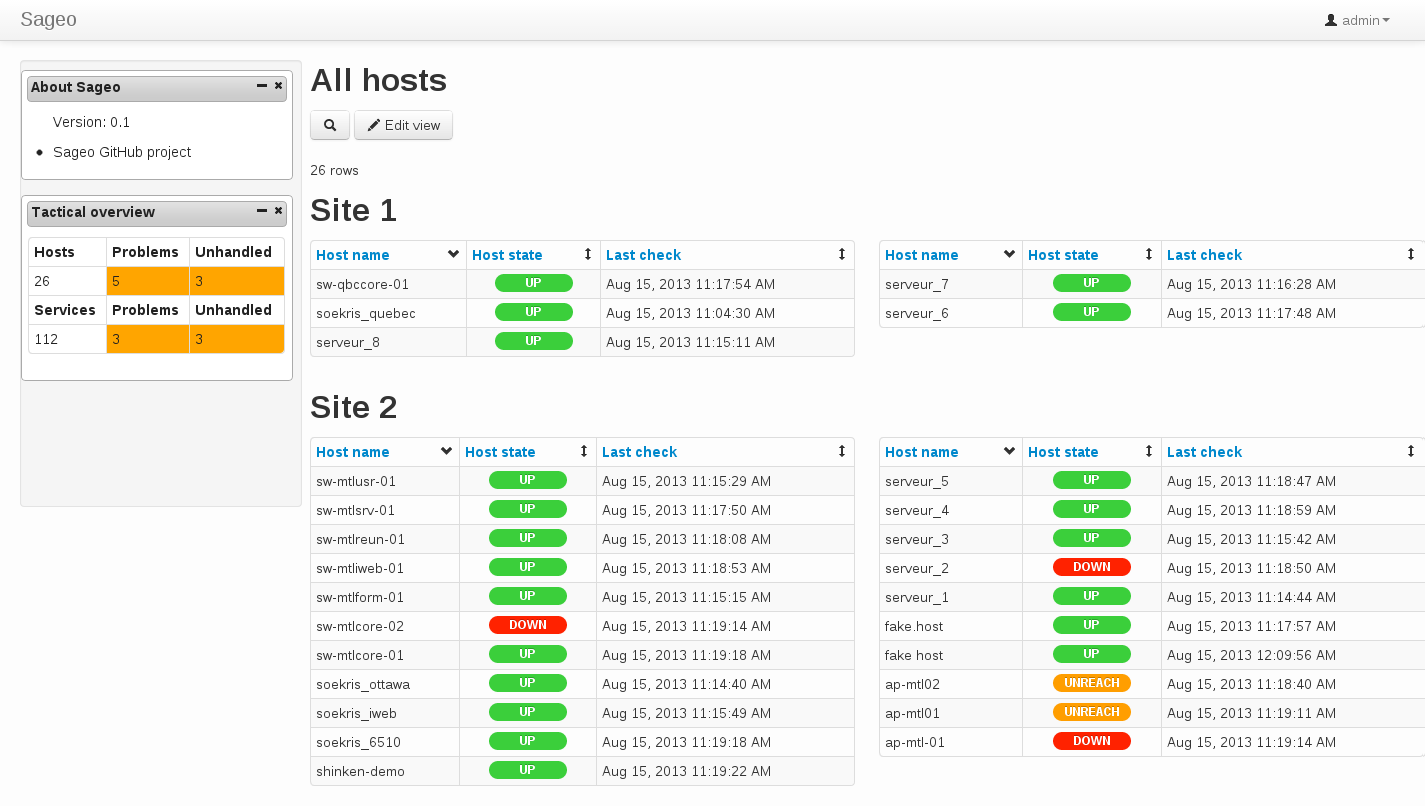 Sageo
admin
About Sageo
Version: 0.1
Sageo GitHub project
Tactical overview
Hosts Problems Unhandled
26 5 3
Services Problems Unhandled
112 3 3
All hosts
Edit view
26 rows
Site 1
Host name Host state Last check
sw-qbccore-01 UP Aug 15, 2013 11:17:54 AM
soekris_quebec UP Aug 15, 2013 11:04:30 AM
serveur_8 UP Aug 15, 2013 11:15:11 AM
Host name Host state Last check
serveur_7 UP Aug 15, 2013 11:16:28 AM
serveur_6 UP Aug 15, 2013 11:17:48 AM
Site 2
Host name Host state Last check
sw-mtlusr-01 UP Aug 15, 2013 11:15:29 AM
sw-mtlsrv-01 UP Aug 15, 2013 11:17:50 AM
sw-mtlreun-01 UP Aug 15, 2013 11:18:08 AM
sw-mtliweb-01 UP Aug 15, 2013 11:18:53 AM
sw-mtlform-01 UP Aug 15, 2013 11:15:15 AM
sw-mtlcore-02 DOWN Aug 15, 2013 11:19:14 AM
sw-mtlcore-01 UP Aug 15, 2013 11:19:18 AM
soekris_ottawa UP Aug 15, 2013 11:14:40 AM
soekris_iweb UP Aug 15, 2013 11:15:49 AM
soekris_6510 UP Aug 15, 2013 11:19:18 AM
shinken-demo UP Aug 15, 2013 11:19:22 AM
Host name Host state Last check
serveur_5 UP Aug 15, 2013 11:18:47 AM
serveur_4 UP Aug 15, 2013 11:18:59 AM
serveur_3 UP Aug 15, 2013 11:15:42 AM
serveur_2 DOWN Aug 15, 2013 11:18:50 AM
serveur_1 UP Aug 15, 2013 11:14:44 AM
fake.host UP Aug 15, 2013 11:17:57 AM
fake host UP Aug 15, 2013 12:09:56 AM
ap-mtl02 UNREACH Aug 15, 2013 11:18:40 AM
ap-mtl01 UNREACH Aug 15, 2013 11:19:11 AM
ap-mtl-01 DOWN Aug 15, 2013 11:19:14 AM